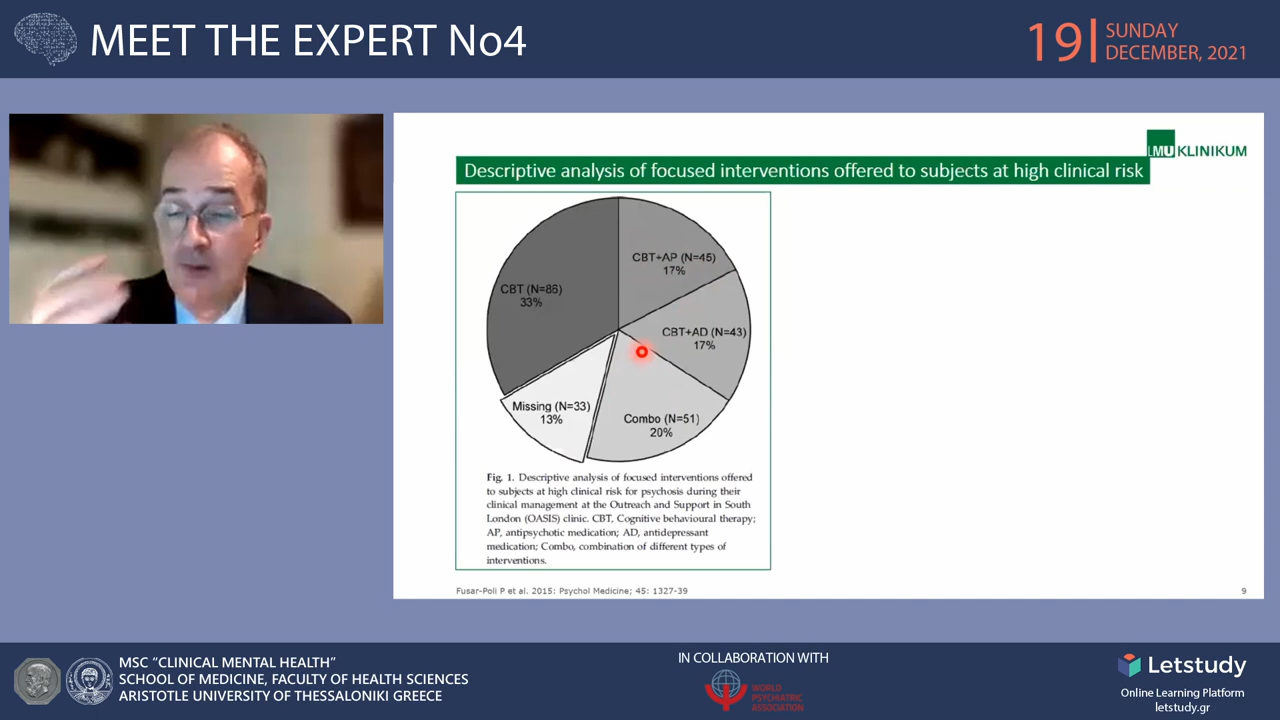 MEET THE EXPERT No4
19
SUNDAY
DECEMBER, 2021
LMU KLINIKUM
Descriptive analysis of focused interventions offered to subjects at high clinical risk
CBT+AP (N=45)
17%
CBT (N=86)
33%
CBT+AD (N=43)
17%
Missing (N=33)
13%
Combo (N=51)
20%
Fig. 1. Descriptive analysis of focused interventions offered
to subjects at high clinical risk for psychosis during their
clinical management at the Outreach and Support in South
London (OASIS) clinic. CBT, Cognitive behavioural therapy;
AP, antipsychotic medication; AD, antidepressant
medication; Combo, combination of different types of
interventions.
Fusar-Poli P et al. 2015; Psychol Medicine; 45: 1327-39
9
MSC “CLINICAL MENTAL HEALTH”
SCHOOL OF MEDICINE, FACULTY OF HEALTH SCIENCES
ARISTOTLE UNIVERSITY OF THESSALONIKI GREECE
IN COLLABORATION WITH
WORLD
PSYCHIATRIC
ASSOCIATION
Letstudy
Online Learning Platform
letstudy.gr